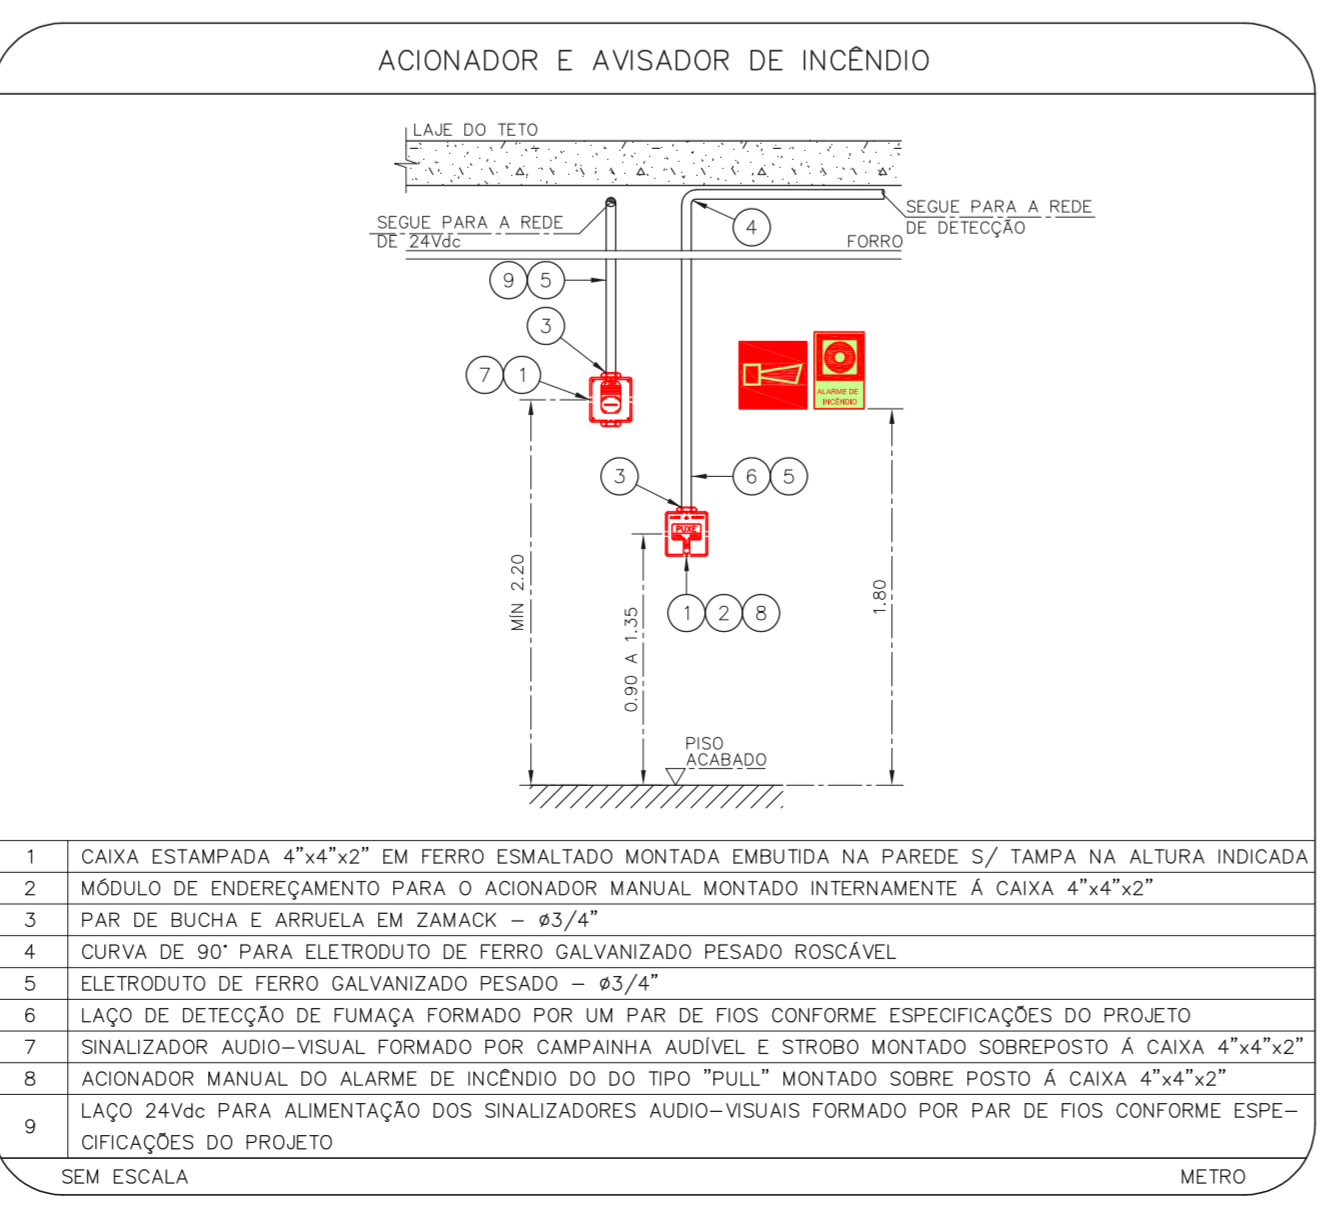 ACIONADOR E AVISADOR DE INCÊNDIO
LAJE DO TETO
SEGUE PARA A REDE
DE 24Vdc
4
SEGUE PARA A REDE
DE DETECÇÃO
FORRO
9 5
3
7 1
ALARME DE
INCÊNDIO
3
6 5
PUXE
1 2 8
MÍN 2.20
0.90 A 1.35
1.80
PISO
ACABADO
1 CAIXA ESTAMPADA 4"x4"x2" EM FERRO ESMALTADO MONTADA EMBUTIDA NA PAREDE S/ TAMPA NA ALTURA INDICADA
2 MÓDULO DE ENDEREÇAMENTO PARA O ACIONADOR MANUAL MONTADO INTERNAMENTE Á CAIXA 4"x4"x2"
3 PAR DE BUCHA E ARRUELA EM ZAMACK – ø3/4"
4 CURVA DE 90° PARA ELETRODUTO DE FERRO GALVANIZADO PESADO ROSCÁVEL
5 ELETRODUTO DE FERRO GALVANIZADO PESADO – ø3/4"
6 LAÇO DE DETECÇÃO DE FUMAÇA FORMADO POR UM PAR DE FIOS CONFORME ESPECIFICAÇÕES DO PROJETO
7 SINALIZADOR AUDIO–VISUAL FORMADO POR CAMPAINHA AUDÍVEL E STROBO MONTADO SOBREPOSTO Á CAIXA 4"x4"x2"
8 ACIONADOR MANUAL DO ALARME DE INCÊNDIO DO DO TIPO "PULL" MONTADO SOBRE POSTO Á CAIXA 4"x4"x2"
9 LAÇO 24Vdc PARA ALIMENTAÇÃO DOS SINALIZADORES AUDIO–VISUAIS FORMADO POR PAR DE FIOS CONFORME ESPE–
CIFICAÇÕES DO PROJETO
SEM ESCALA
METRO